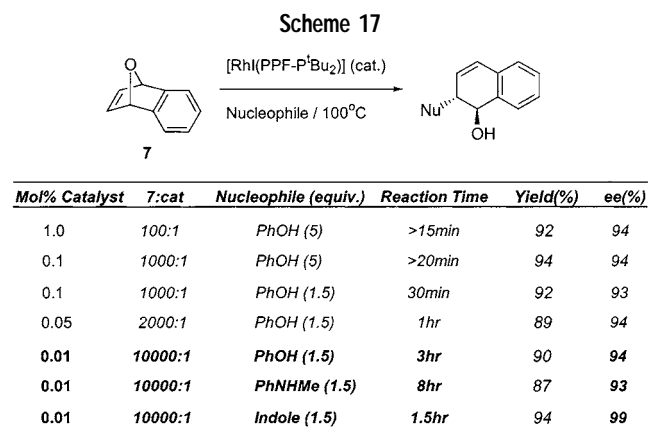 Scheme 17
O
7
[RhI(PPF-PᵗBu₂)] (cat.)
Nucleophile / 100°C
Nu
OH
Mol% Catalyst 7:cat Nucleophile (equiv.) Reaction Time Yield(%) ee(%)
1.0 100:1 PhOH (5) >15min 92 94
0.1 1000:1 PhOH (5) >20min 94 94
0.1 1000:1 PhOH (1.5) 30min 92 93
0.05 2000:1 PhOH (1.5) 1hr 89 94
0.01 10000:1 PhOH (1.5) 3hr 90 94
0.01 10000:1 PhNHMe (1.5) 8hr 87 93
0.01 10000:1 Indole (1.5) 1.5hr 94 99